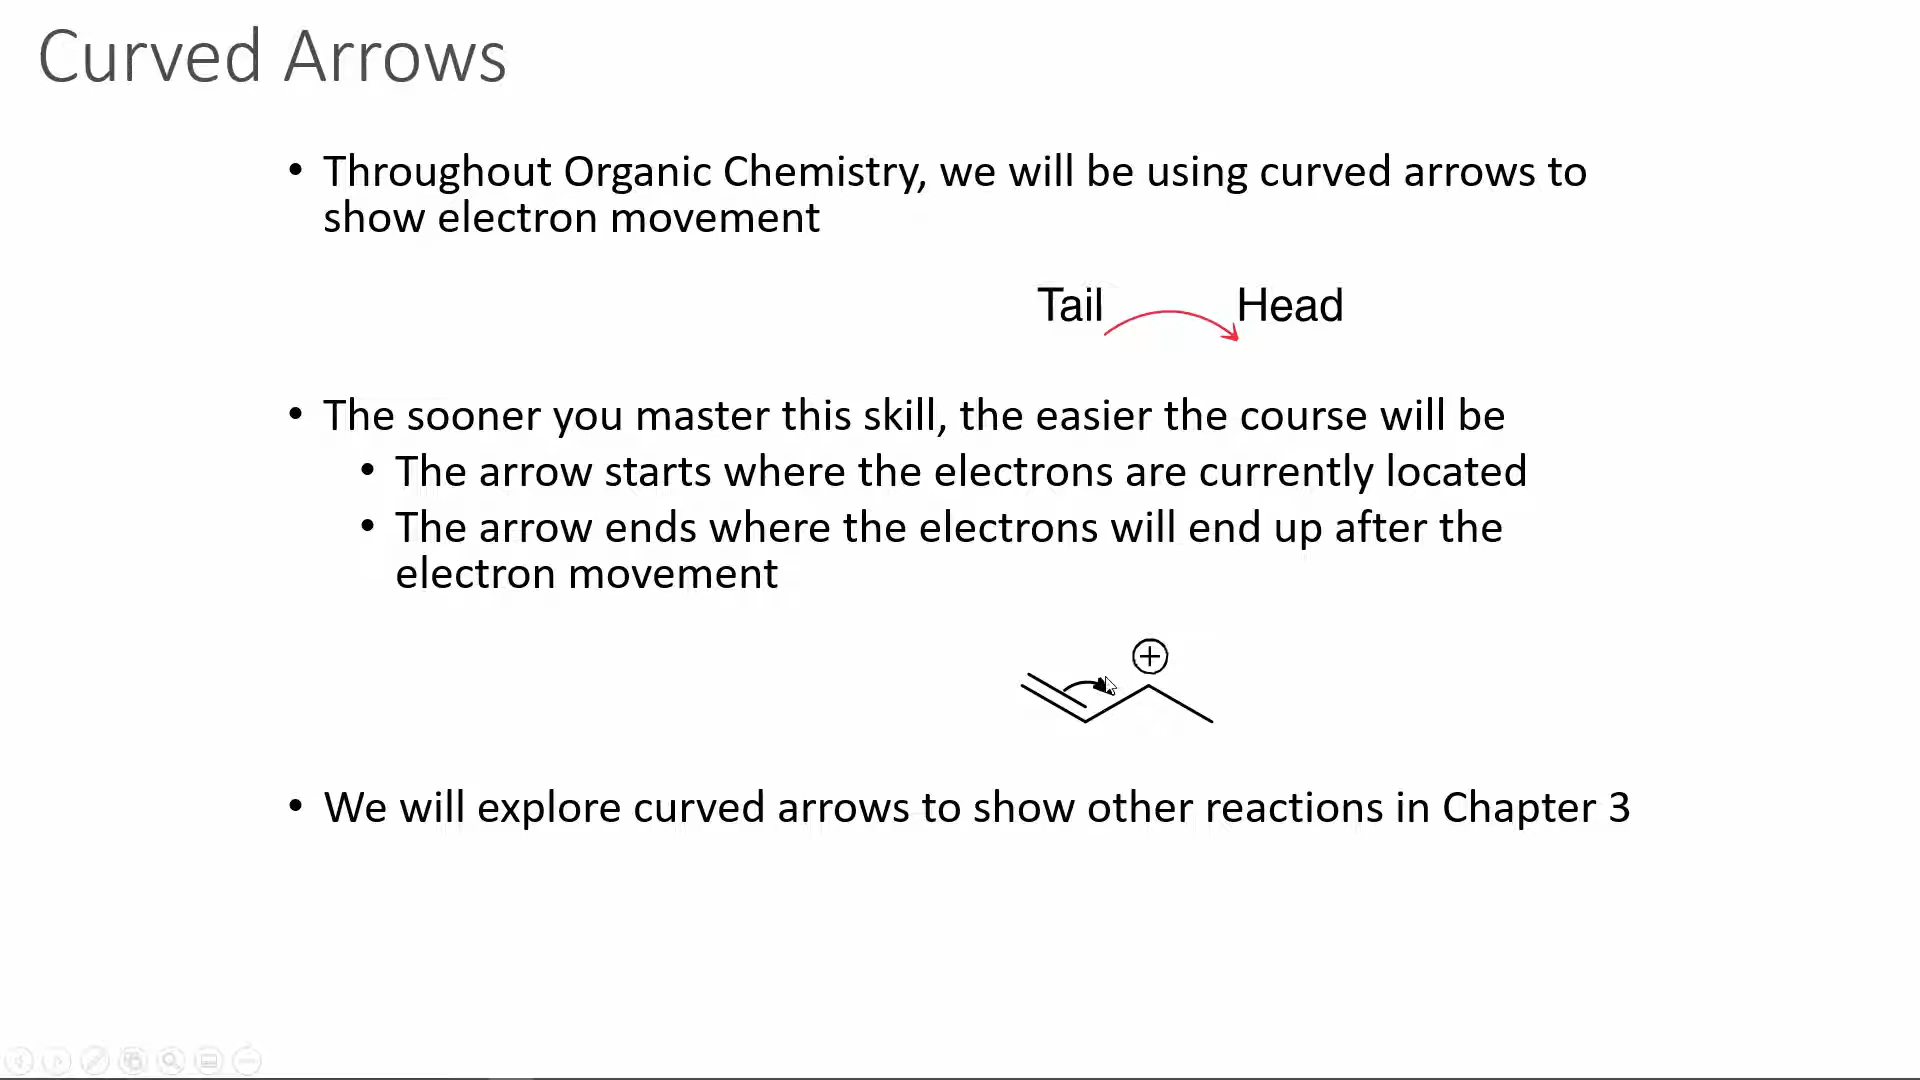 Curved Arrows
• Throughout Organic Chemistry, we will be using curved arrows to
show electron movement
Tail Head
• The sooner you master this skill, the easier the course will be
• The arrow starts where the electrons are currently located
• The arrow ends where the electrons will end up after the
electron movement
+
• We will explore curved arrows to show other reactions in Chapter 3